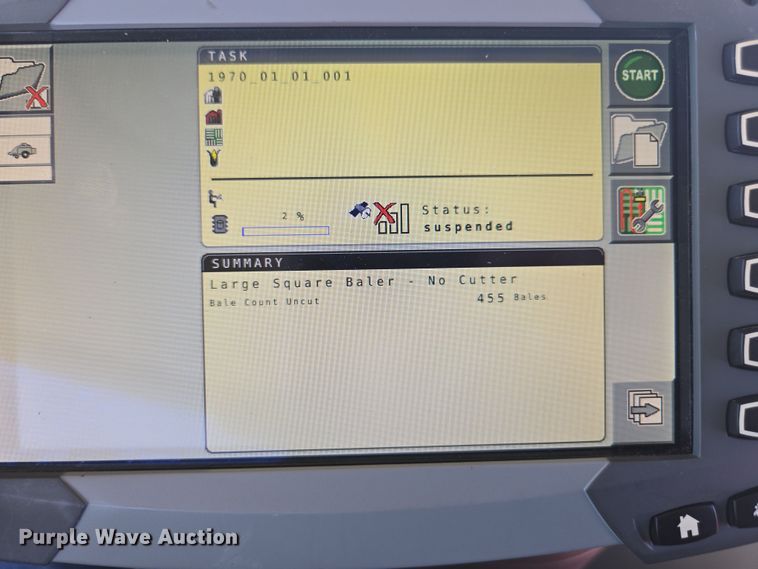 TASK
1970_01_01_001
START
2 %
Status:
suspended
SUMMARY
Large Square Baler - No Cutter
Bale Count Uncut 455 Bales
Purple Wave Auction